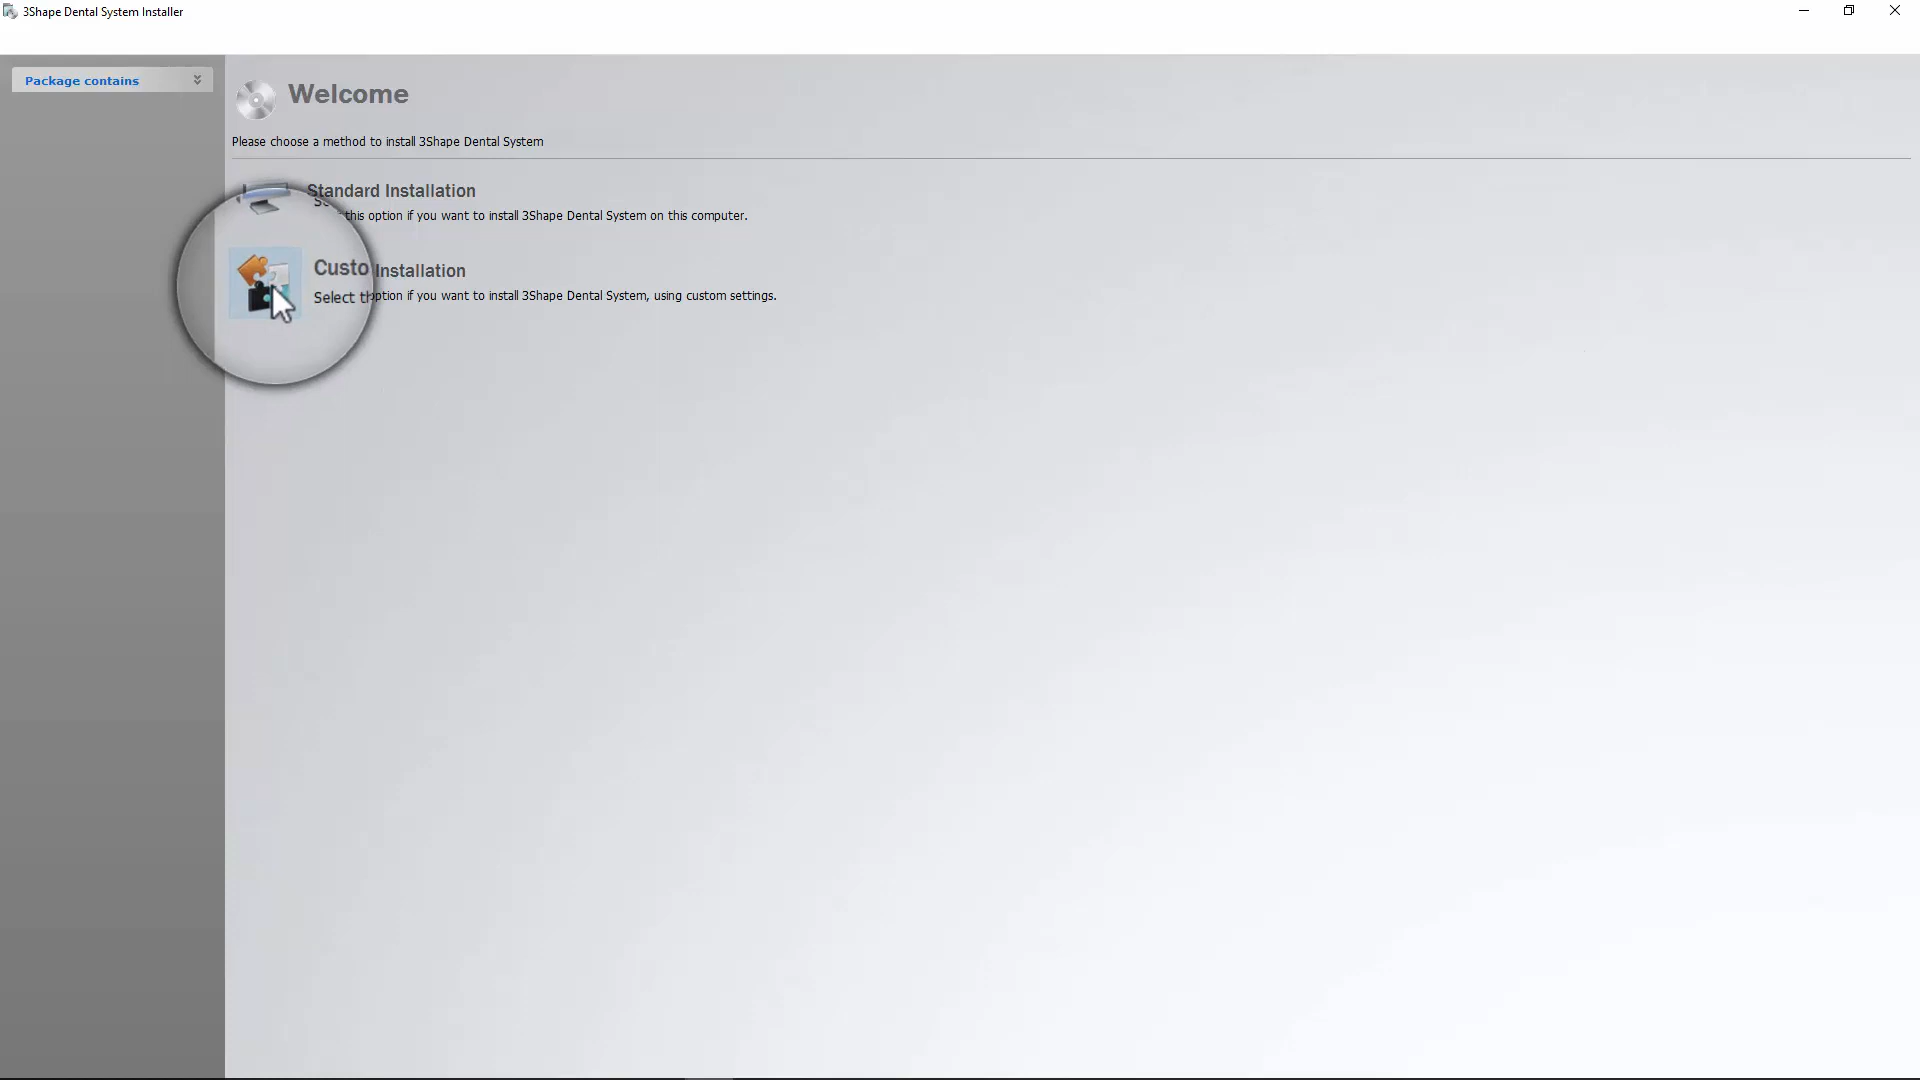 3Shape Dental System Installer
Package contains
Welcome
Please choose a method to install 3Shape Dental System
Standard Installation
this option if you want to install 3Shape Dental System on this computer.
Custo Installation
Select th option if you want to install 3Shape Dental System, using custom settings.